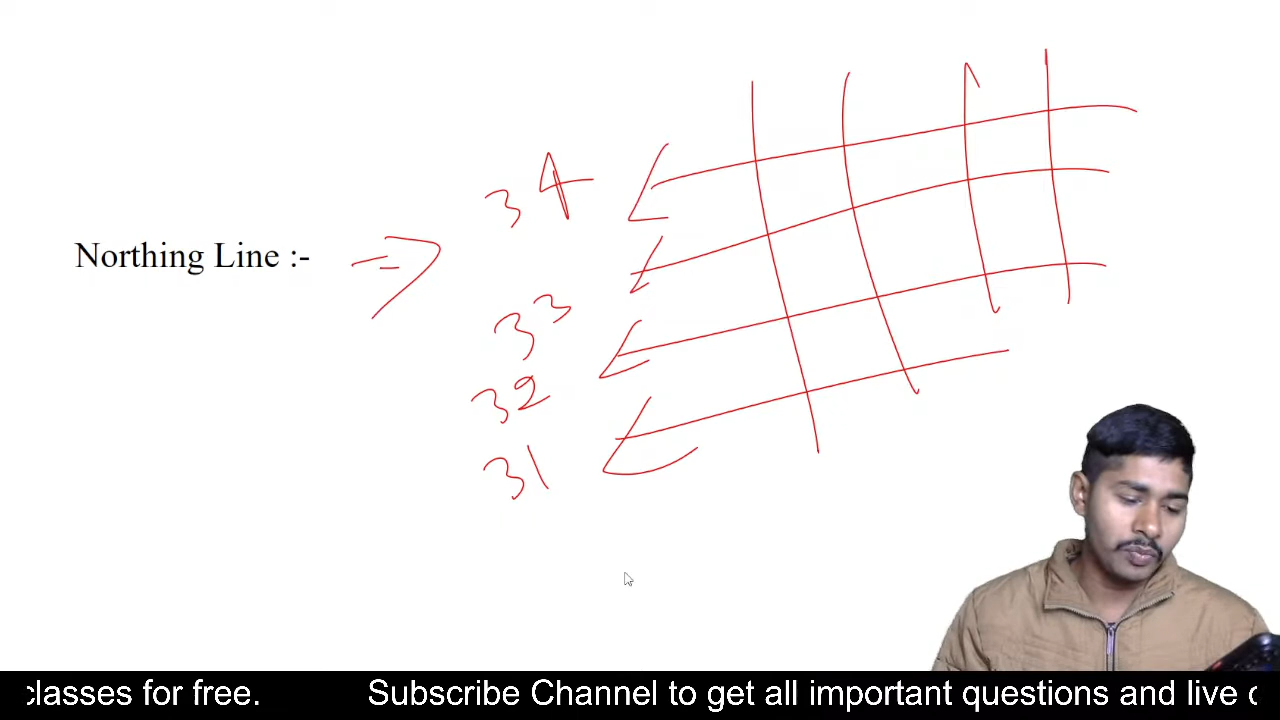 34
Northing Line :- =>
33
32
31
classes for free. Subscribe Channel to get all important questions and live c